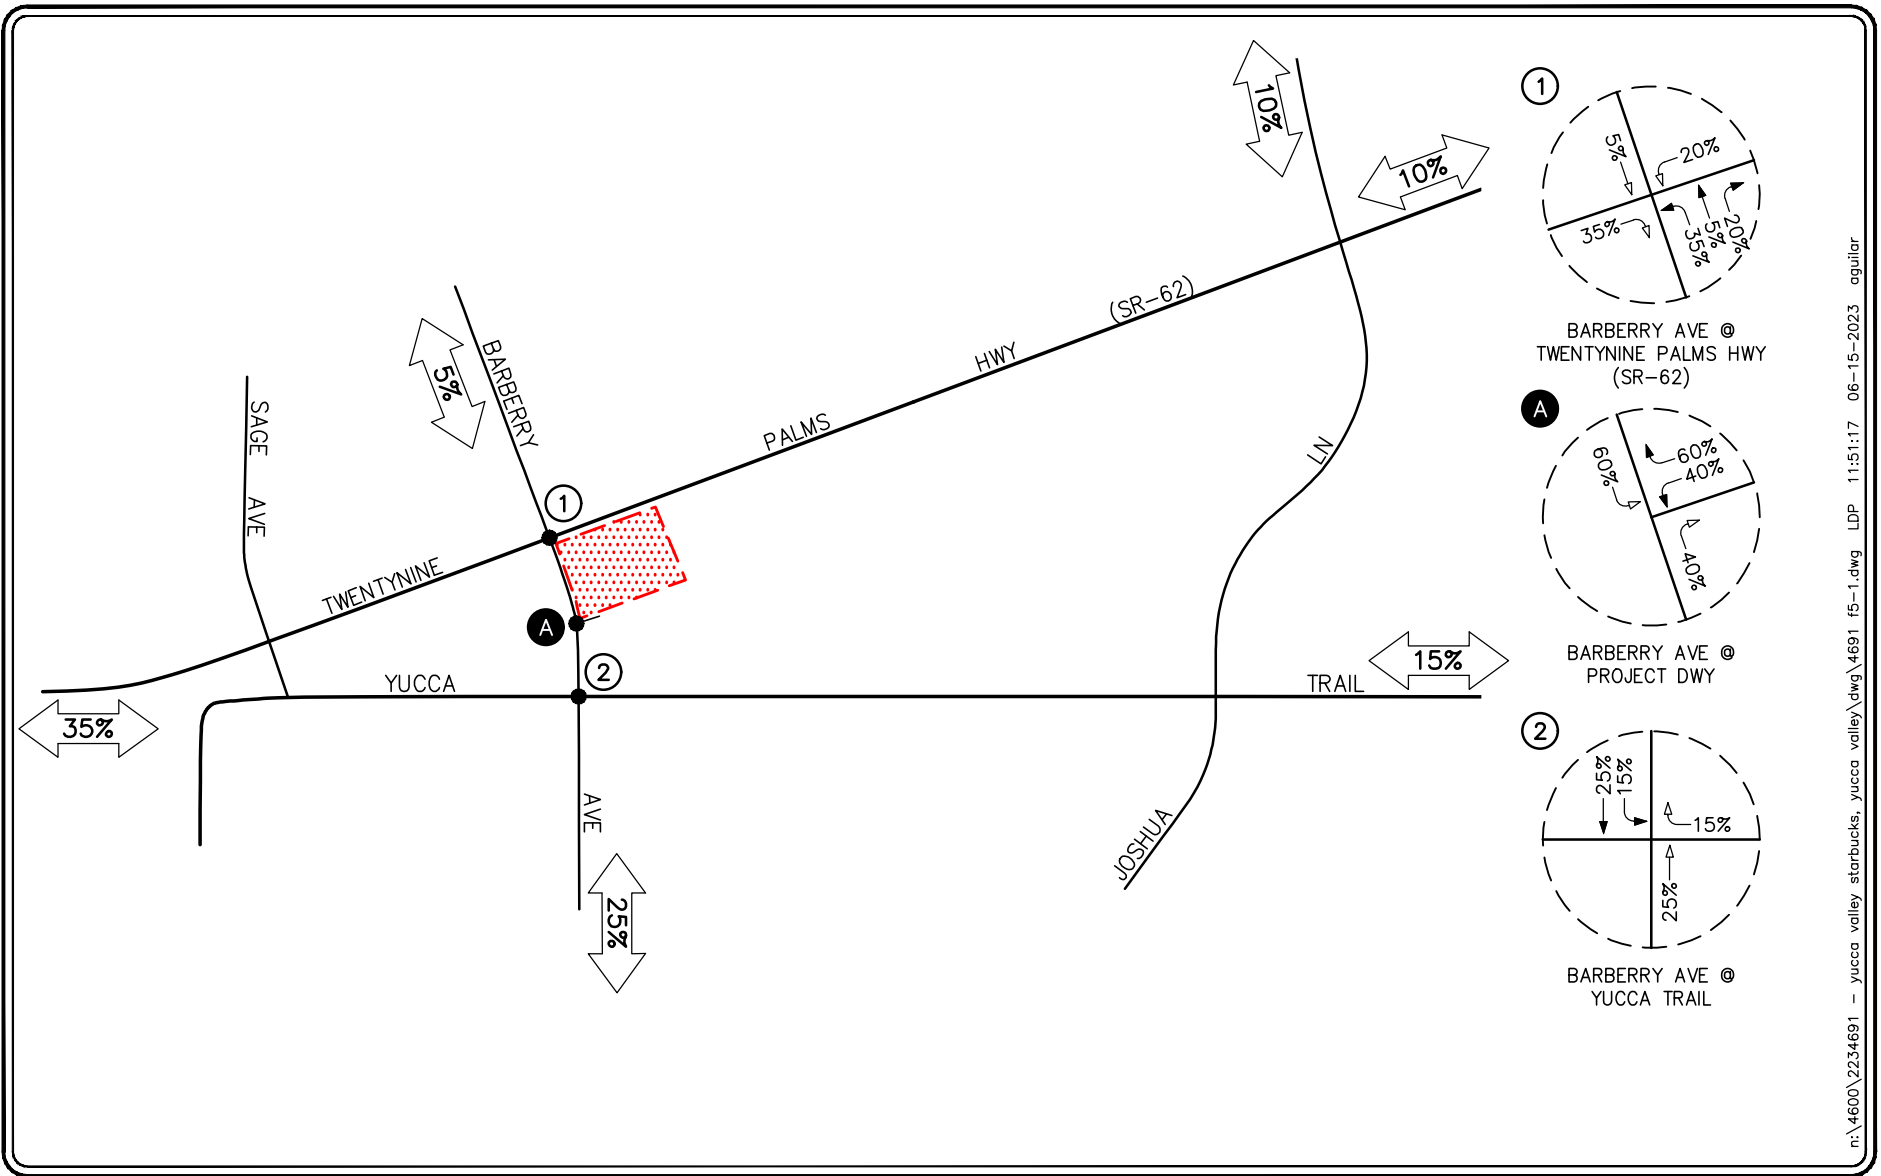 10%
10%
(SR-62)
HWY
PALMS
TWENTYNINE
5%
BARBERRY
AVE
SAGE AVE
1
A
2
LN
JOSHUA
YUCCA
TRAIL
15%
35%
25%
1
5%
20%
35%
35%
5%
20%
BARBERRY AVE @
TWENTYNINE PALMS HWY
(SR-62)
A
60%
60%
40%
40%
BARBERRY AVE @
PROJECT DWY
2
25%
15%
15%
25%
BARBERRY AVE @
YUCCA TRAIL
n:\4600\2234691 - yucca valley starbucks, yucca valley\dwg\4691 f5-1.dwg LDP 11:51:17 06-15-2023 aguilar